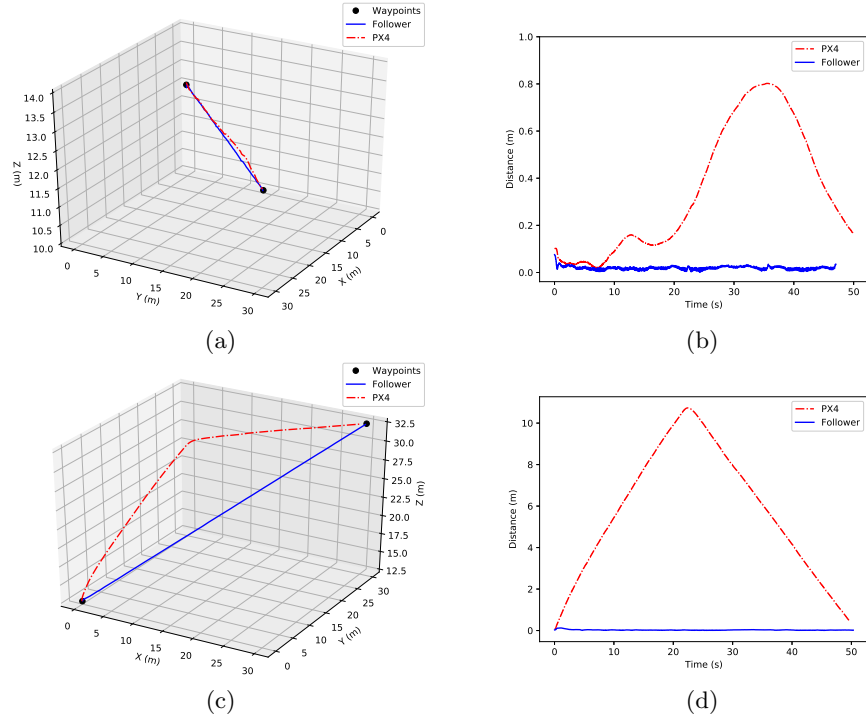 Waypoints
Follower
PX4
14.0
13.5
13.0
12.5
12.0
11.5
11.0
10.5
10.0
Z (m)
0
5
10
15
20
25
30
Y (m)
0
5
10
15
20
25
30
X (m)
(a)
PX4
Follower
1.0
0.8
0.6
0.4
0.2
0.0
Distance (m)
0
10
20
30
40
50
Time (s)
(b)
Waypoints
Follower
PX4
32.5
30.0
27.5
25.0
22.5
20.0
17.5
15.0
12.5
Z (m)
0
5
10
15
20
25
30
X (m)
0
5
10
15
20
25
30
Y (m)
(c)
PX4
Follower
10
8
6
4
2
0
Distance (m)
0
10
20
30
40
50
Time (s)
(d)